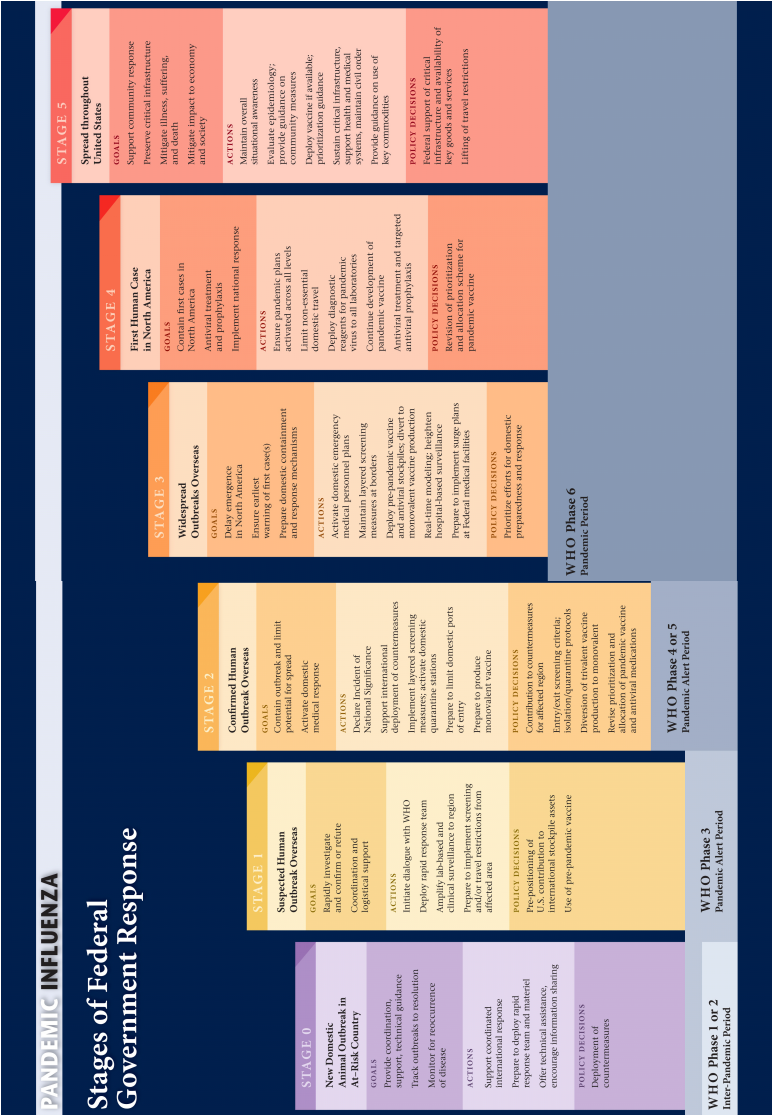 PANDEMIC INFLUENZA
Stages of Federal
Government Response
STAGE 0
New Domestic
Animal Outbreak in
At–Risk Country
GOALS
Provide coordination,
support, technical guidance
Track outbreaks to resolution
Monitor for reoccurrence
of disease
ACTIONS
Support coordinated
international response
Prepare to deploy rapid
response team and materiel
Offer technical assistance,
encourage information sharing
POLICY DECISIONS
Deployment of
countermeasures
WHO Phase 1 or 2
Inter-Pandemic Period
STAGE 1
Suspected Human
Outbreak Overseas
GOALS
Rapidly investigate
and confirm or refute
Coordination and
logistical support
ACTIONS
Initiate dialogue with WHO
Deploy rapid response team
Amplify lab-based and
clinical surveillance to region
Prepare to implement screening
and/or travel restrictions from
affected area
POLICY DECISIONS
Pre-positioning of
U.S. contribution to
international stockpile assets
Use of pre-pandemic vaccine
WHO Phase 3
Pandemic Alert Period
STAGE 2
Confirmed Human
Outbreak Overseas
GOALS
Contain outbreak and limit
potential for spread
Activate domestic
medical response
ACTIONS
Declare Incident of
National Significance
Support international
deployment of countermeasures
Implement layered screening
measures; activate domestic
quarantine stations
Prepare to limit domestic ports
of entry
Prepare to produce
monovalent vaccine
POLICY DECISIONS
Contribution to countermeasures
for affected region
Entry/exit screening criteria;
isolation/quarantine protocols
Diversion of trivalent vaccine
production to monovalent
Revise prioritization and
allocation of pandemic vaccine
and antiviral medications
WHO Phase 4 or 5
Pandemic Alert Period
STAGE 3
Widespread
Outbreaks Overseas
GOALS
Delay emergence
in North America
Ensure earliest
warning of first case(s)
Prepare domestic containment
and response mechanisms
ACTIONS
Activate domestic emergency
medical personnel plans
Maintain layered screening
measures at borders
Deploy pre-pandemic vaccine
and antiviral stockpiles; divert to
monovalent vaccine production
Real-time modeling; heighten
hospital-based surveillance
Prepare to implement surge plans
at Federal medical facilities
POLICY DECISIONS
Prioritize efforts for domestic
preparedness and response
STAGE 4
First Human Case
in North America
GOALS
Contain first cases in
North America
Antiviral treatment
and prophylaxis
Implement national response
ACTIONS
Ensure pandemic plans
activated across all levels
Limit non-essential
domestic travel
Deploy diagnostic
reagents for pandemic
virus to all laboratories
Continue development of
pandemic vaccine
Antiviral treatment and targeted
antiviral prophylaxis
POLICY DECISIONS
Revision of prioritization
and allocation scheme for
pandemic vaccine
STAGE 5
Spread throughout
United States
GOALS
Support community response
Preserve critical infrastructure
Mitigate illness, suffering,
and death
Mitigate impact to economy
and society
ACTIONS
Maintain overall
situational awareness
Evaluate epidemiology;
provide guidance on
community measures
Deploy vaccine if available;
prioritization guidance
Sustain critical infrastructure,
support health and medical
systems, maintain civil order
Provide guidance on use of
key commodities
POLICY DECISIONS
Federal support of critical
infrastructure and availability of
key goods and services
Lifting of travel restrictions
WHO Phase 6
Pandemic Period